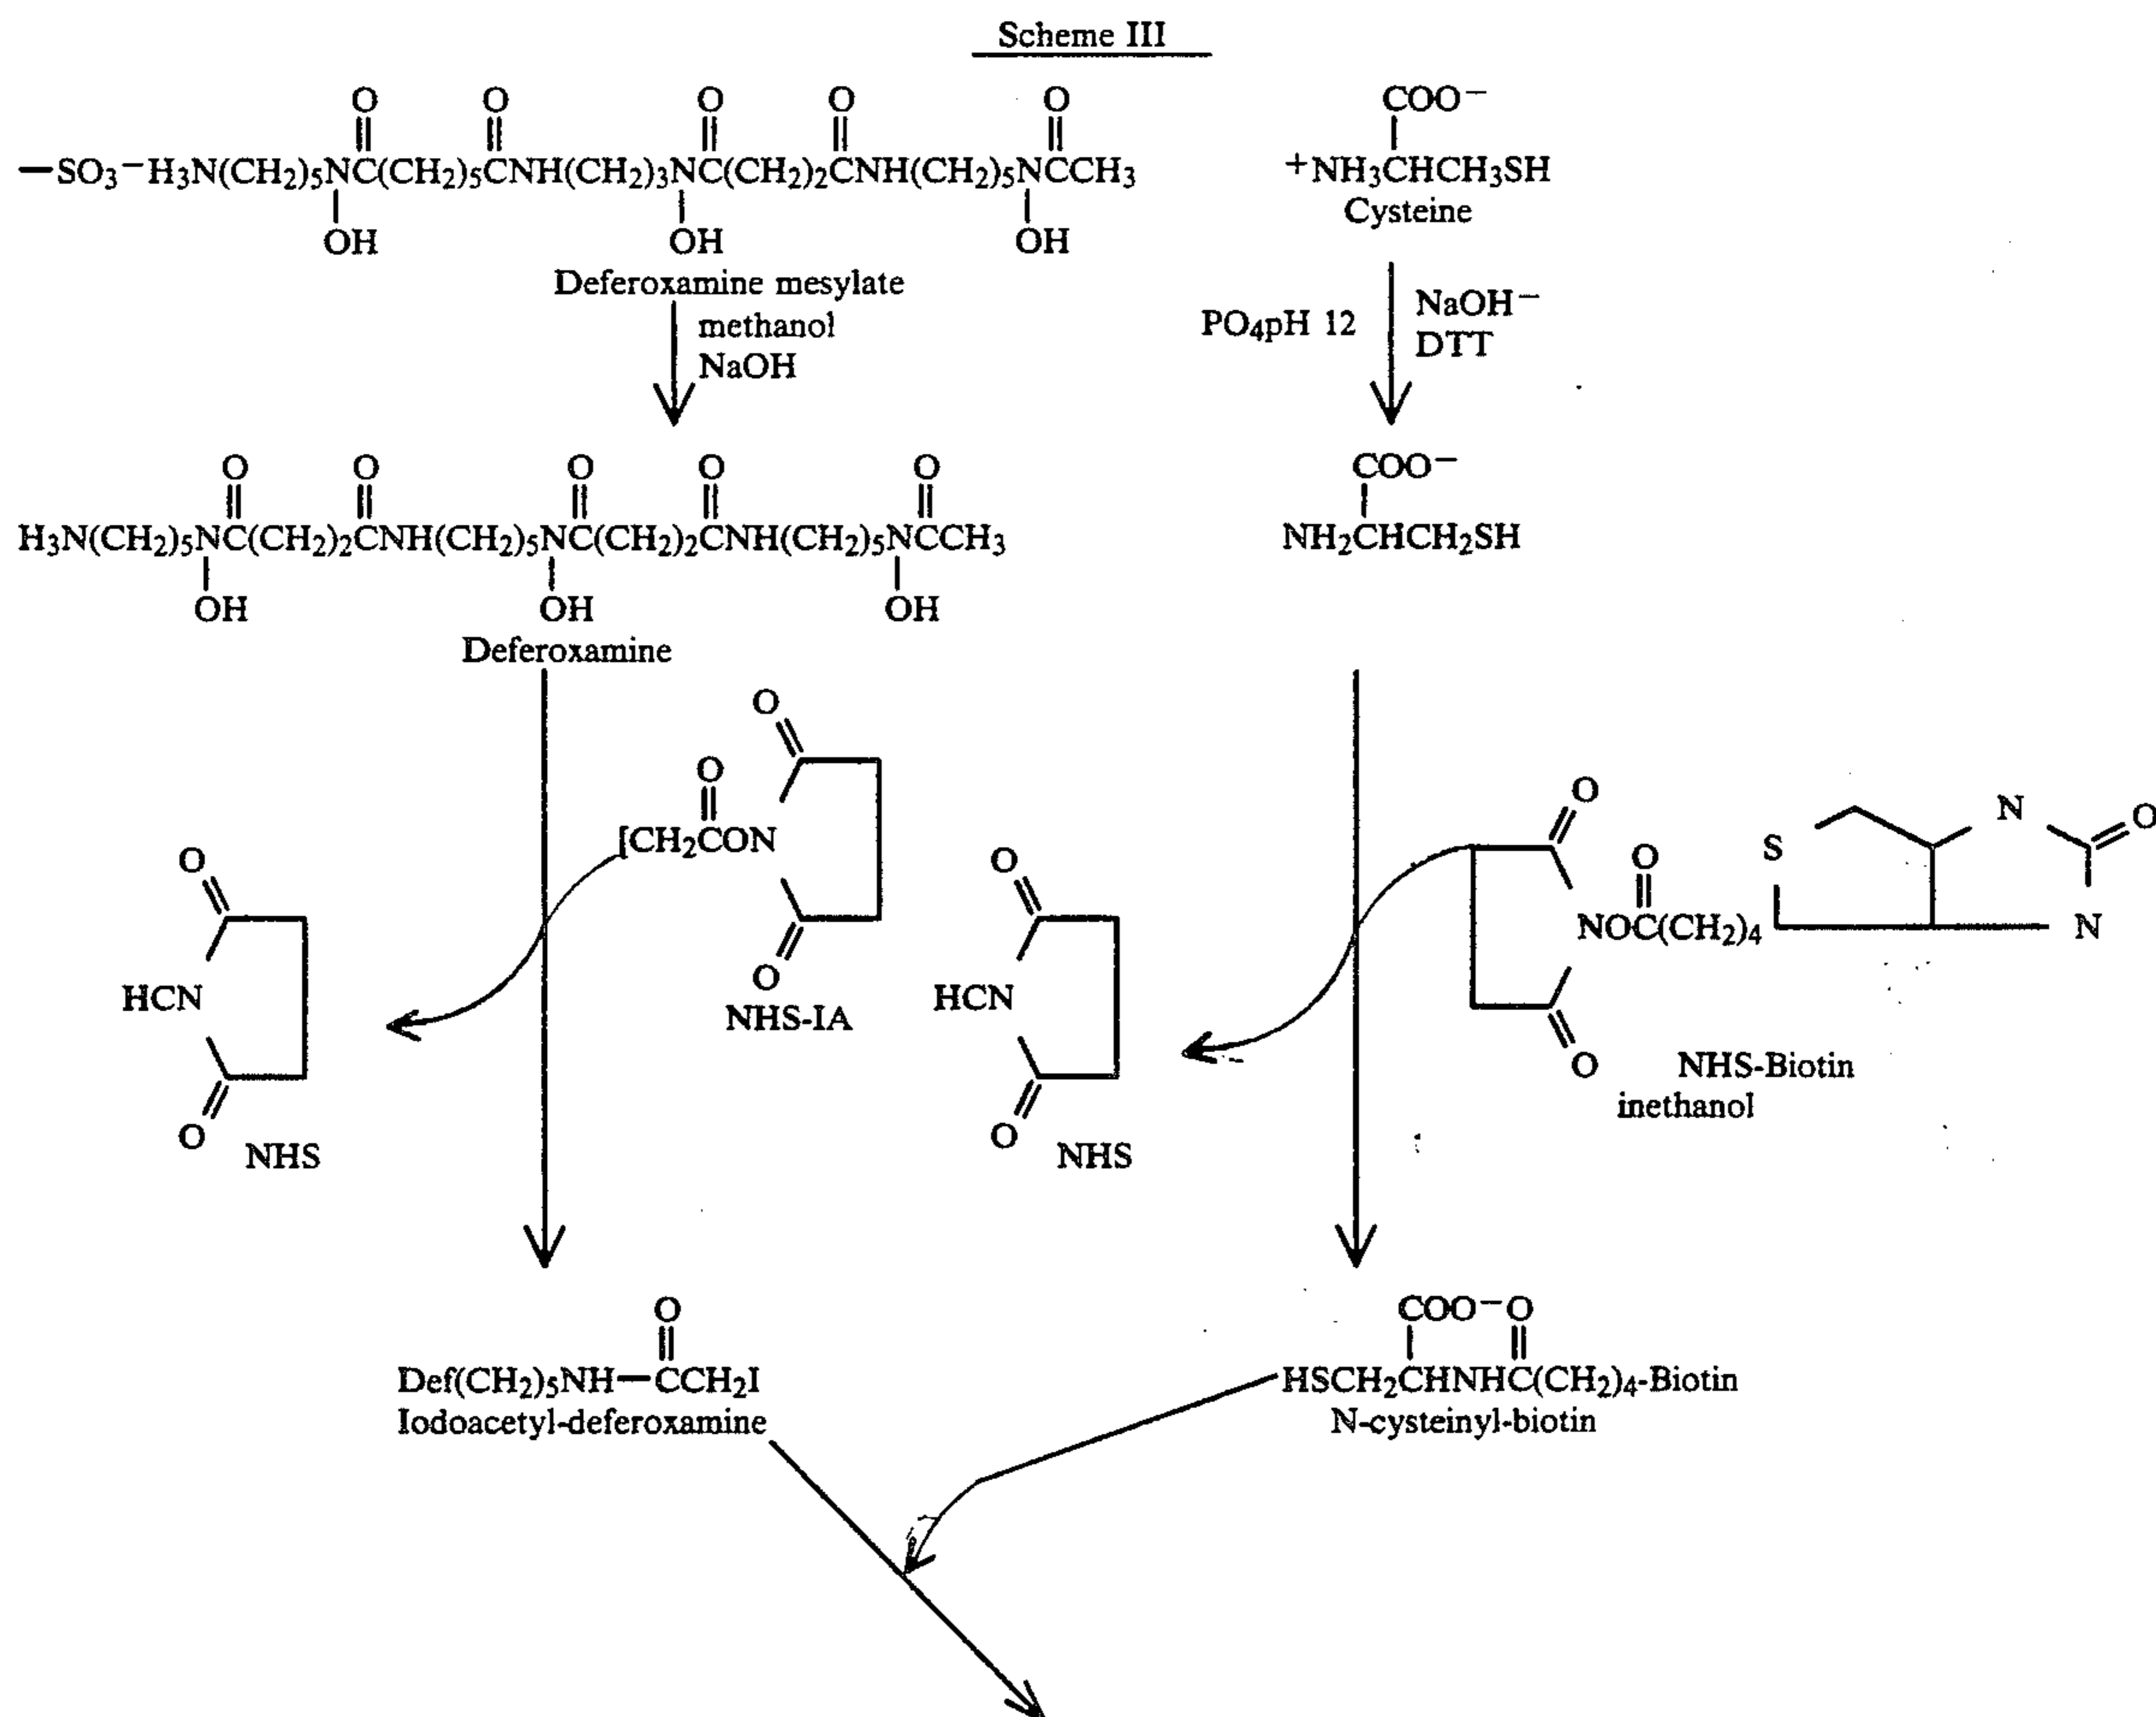 Scheme III
O O O O O
—SO₃⁻H₃N(CH₂)₅NC(CH₂)₅CNH(CH₂)₃NC(CH₂)₂CNH(CH₂)₅NCCH₃
OH OH OH
Deferoxamine mesylate
methanol
NaOH
COO⁻
+NH₃CHCH₃SH
Cysteine
PO₄pH 12
NaOH⁻
DTT
O O O O O
H₃N(CH₂)₅NC(CH₂)₂CNH(CH₂)₅NC(CH₂)₂CNH(CH₂)₅NCCH₃
OH OH OH
Deferoxamine
COO⁻
NH₂CHCH₂SH
O
O
[CH₂CON
O
NHS-IA
O
HCN
O
NHS
O
HCN
O
NHS
O
O
NOC(CH₂)₄
O
S
N
O
N
NHS-Biotin
inethanol
O
Def(CH₂)₅NH—CCH₂I
Iodoacetyl-deferoxamine
COO⁻O
HSCH₂CHNHC(CH₂)₄-Biotin
N-cysteinyl-biotin